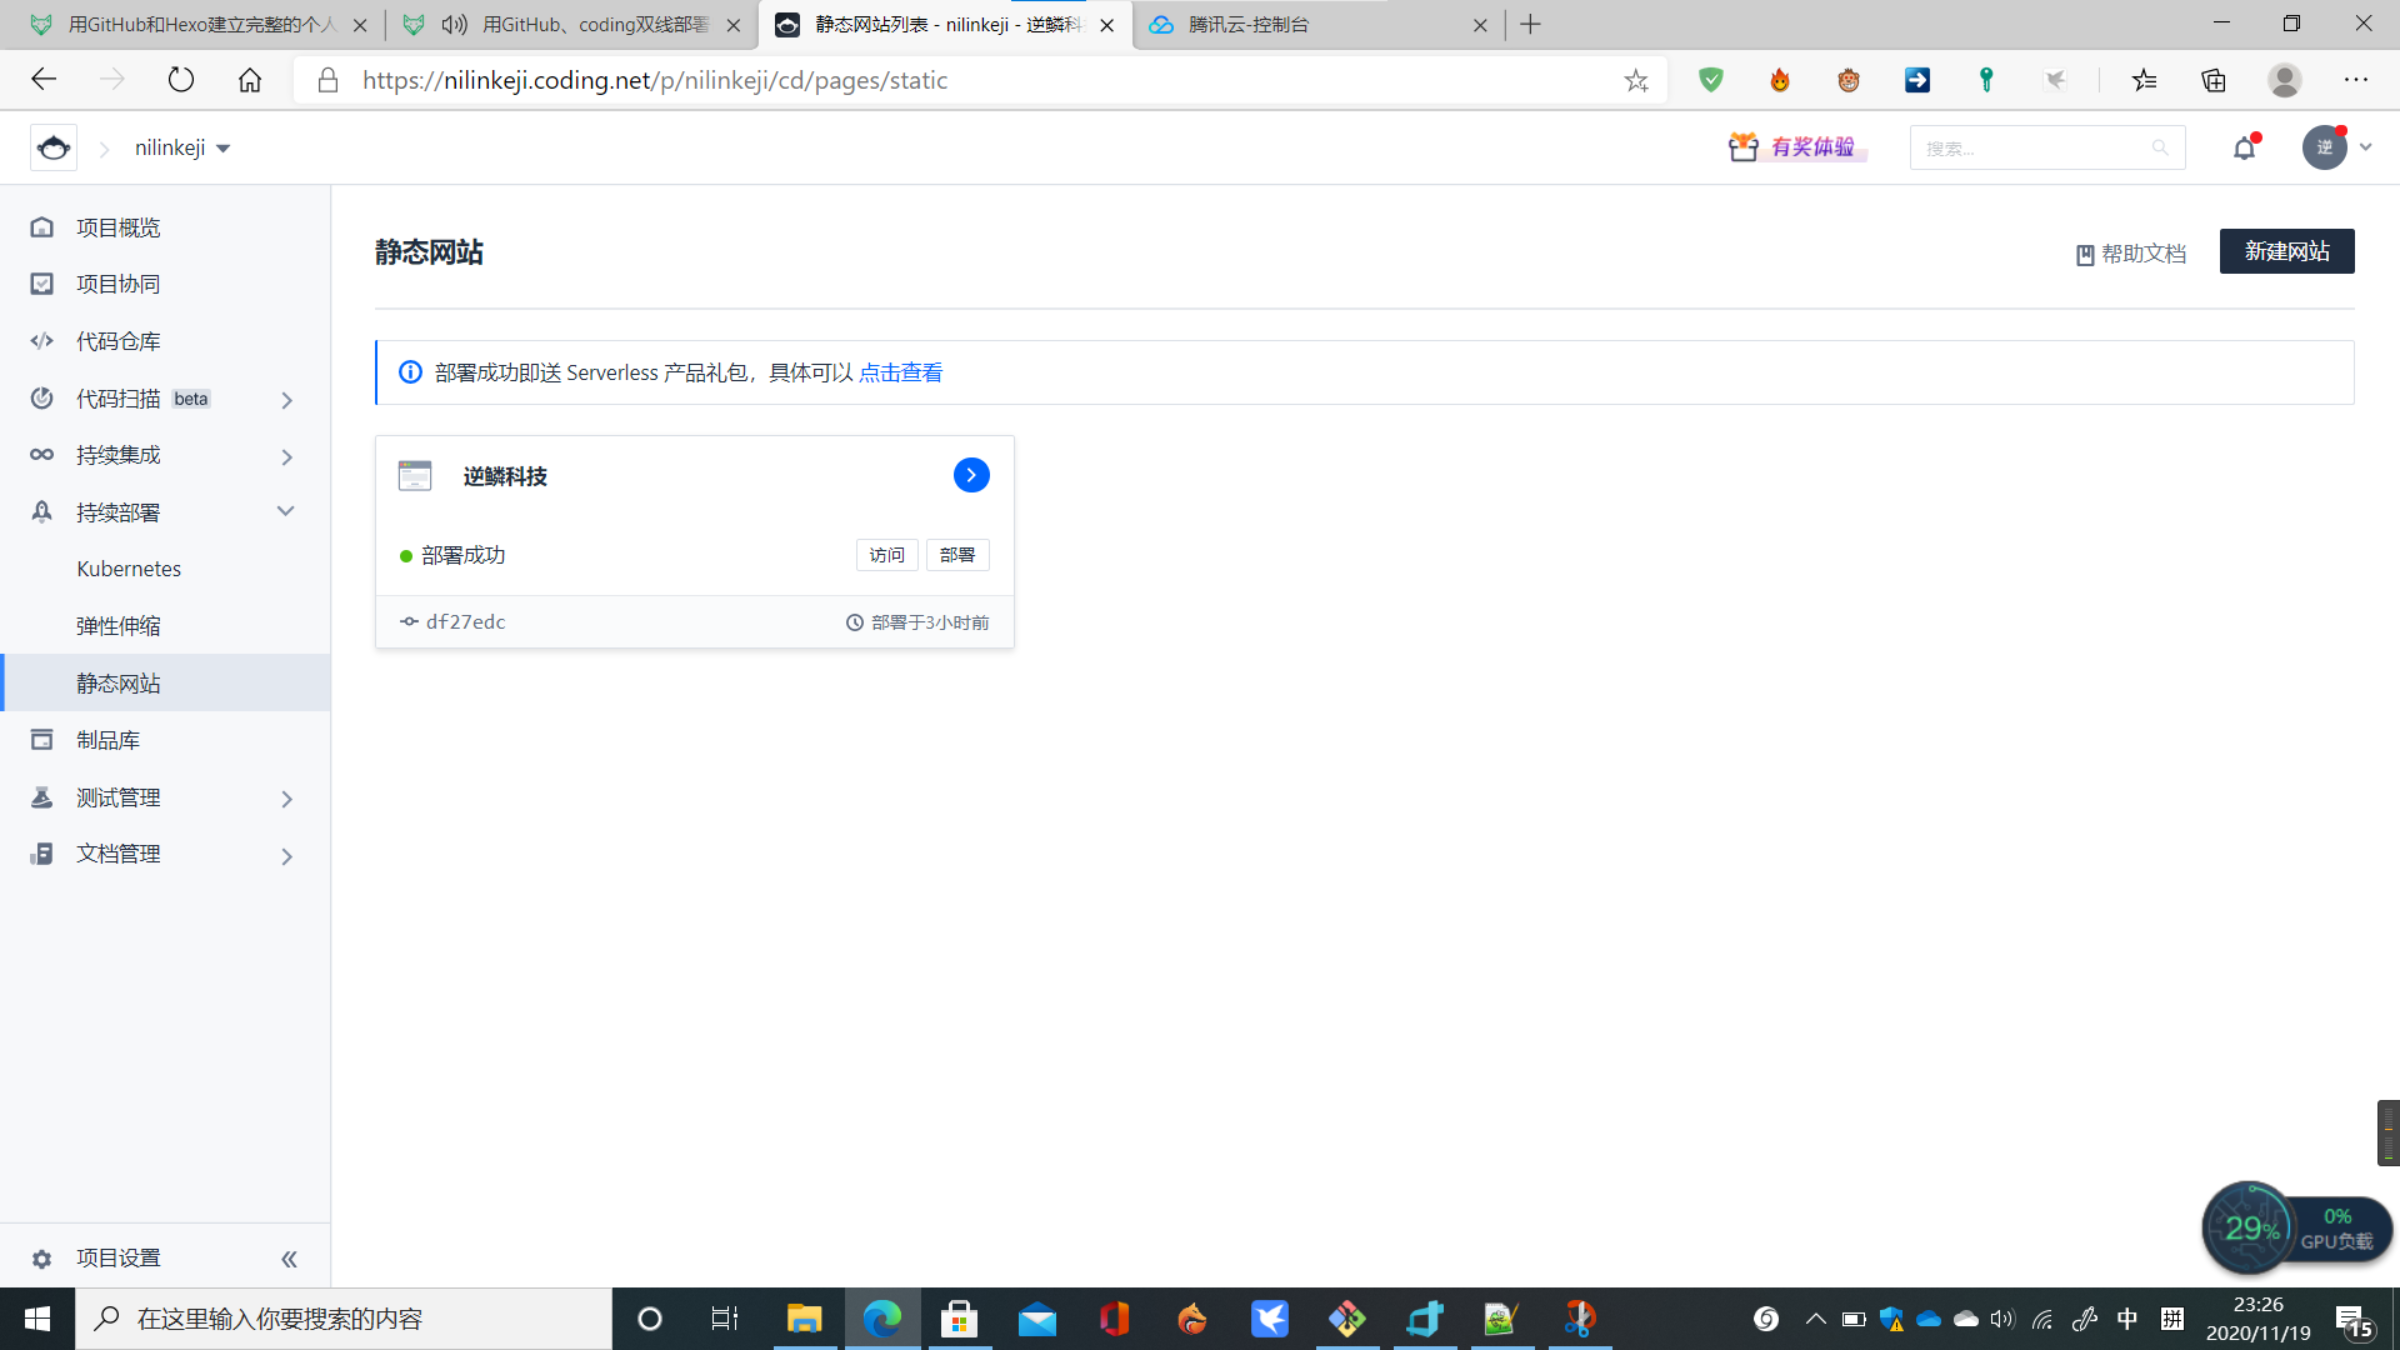 用GitHub和Hexo建立完整的个人
用GitHub、coding双线部署
静态网站列表 - nilinkeji - 逆鳞科
腾讯云-控制台
https://nilinkeji.coding.net/p/nilinkeji/cd/pages/static
nilinkeji
有奖体验
搜索...
逆
项目概览
项目协同
代码仓库
代码扫描 beta
持续集成
持续部署
Kubernetes
弹性伸缩
静态网站
制品库
测试管理
文档管理
项目设置
静态网站
帮助文档
新建网站
部署成功即送 Serverless 产品礼包，具体可以 点击查看
逆鳞科技
部署成功
访问
部署
df27edc
部署于3小时前
29%
0%
GPU负载
在这里输入你要搜索的内容
中
拼
23:26
2020/11/19
15